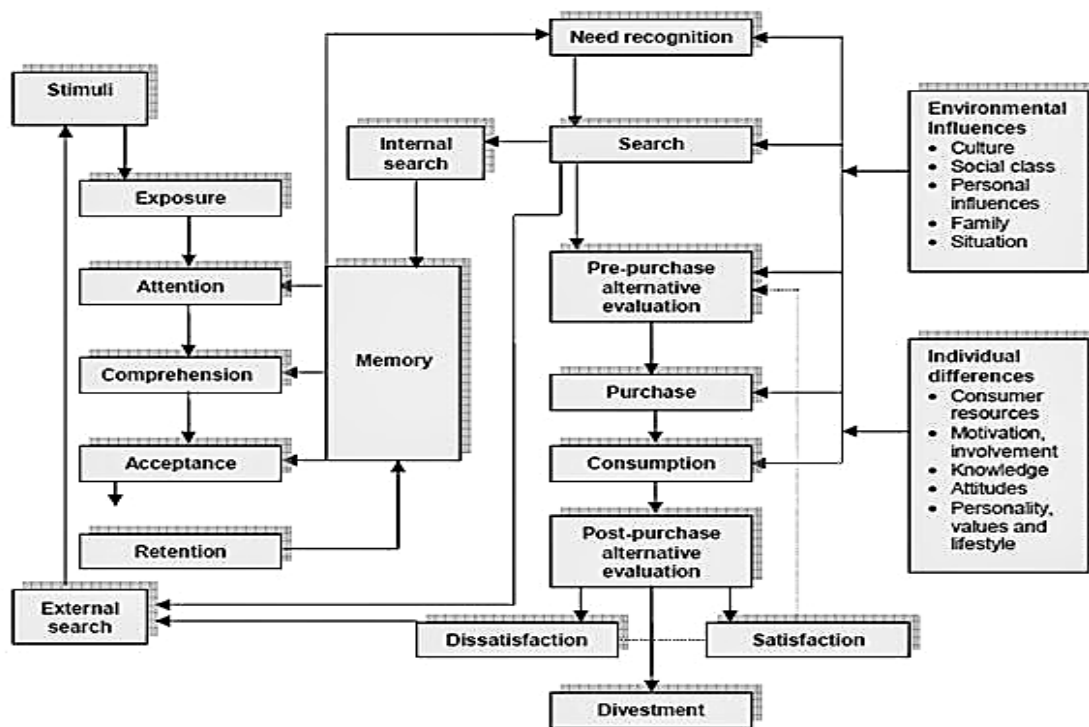 Need recognition
Stimuli
Internal
search
Search
Environmental
Influences
• Culture
• Social class
• Personal
influences
• Family
• Situation
Exposure
Attention
Pre-purchase
alternative
evaluation
Memory
Comprehension
Purchase
Individual
differences
• Consumer
resources
• Motivation,
involvement
• Knowledge
• Attitudes
• Personality,
values and
lifestyle
Acceptance
Consumption
Retention
Post-purchase
alternative
evaluation
External
search
Dissatisfaction
Satisfaction
Divestment